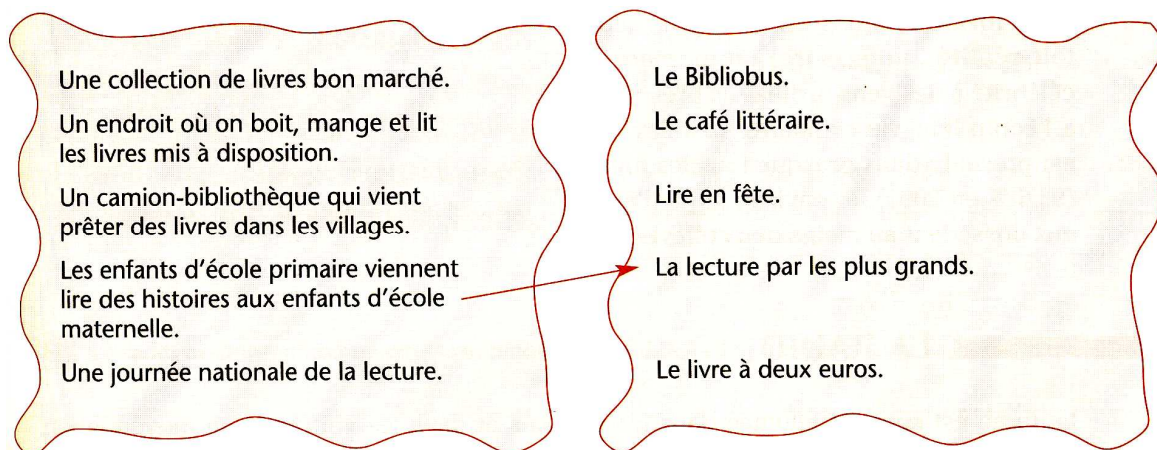 Une collection de livres bon marché.
Un endroit où on boit, mange et lit
les livres mis à disposition.
Un camion-bibliothèque qui vient
prêter des livres dans les villages.
Les enfants d'école primaire viennent
lire des histoires aux enfants d'école
maternelle.
Une journée nationale de la lecture.
Le Bibliobus.
Le café littéraire.
Lire en fête.
La lecture par les plus grands.
Le livre à deux euros.